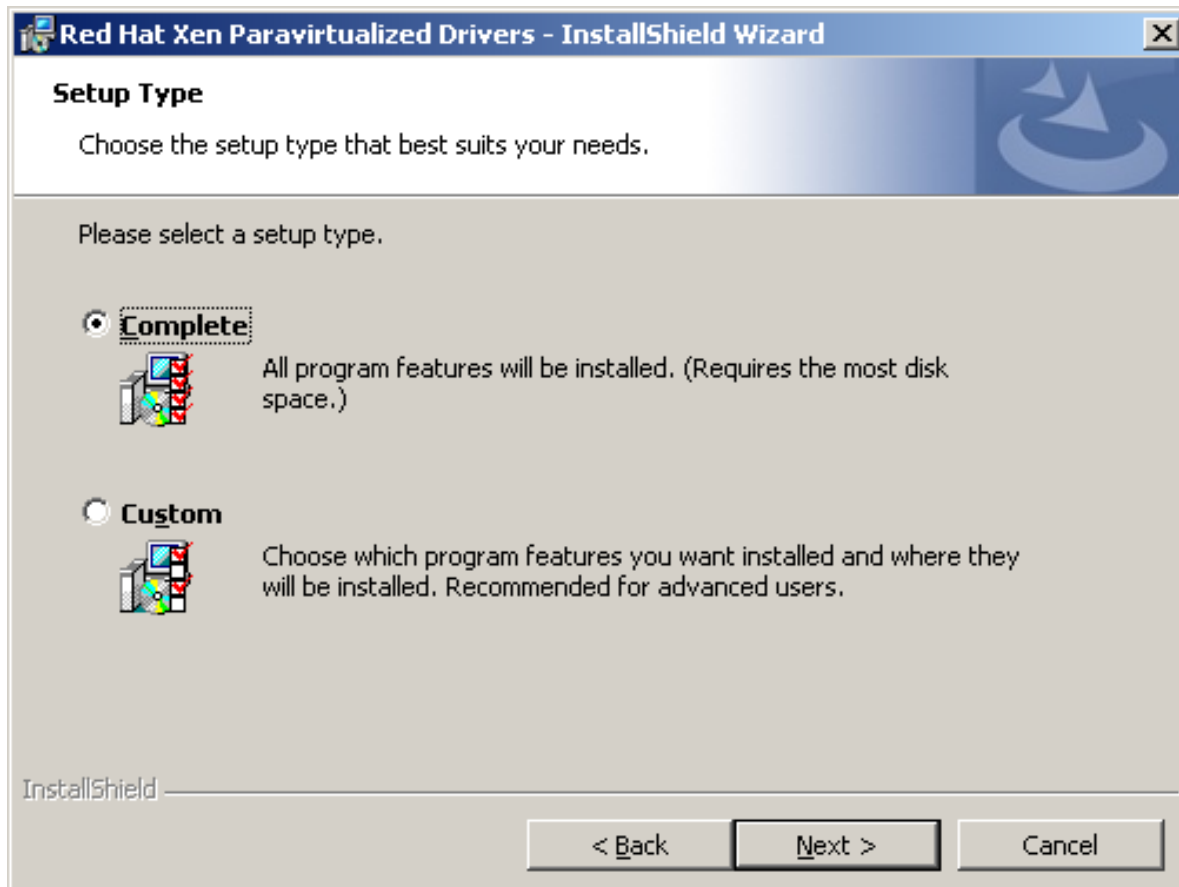 Red Hat Xen Paravirtualized Drivers - InstallShield Wizard
Setup Type
Choose the setup type that best suits your needs.
Please select a setup type.
Complete
All program features will be installed. (Requires the most disk
space.)
Custom
Choose which program features you want installed and where they
will be installed. Recommended for advanced users.
InstallShield
< Back
Next >
Cancel